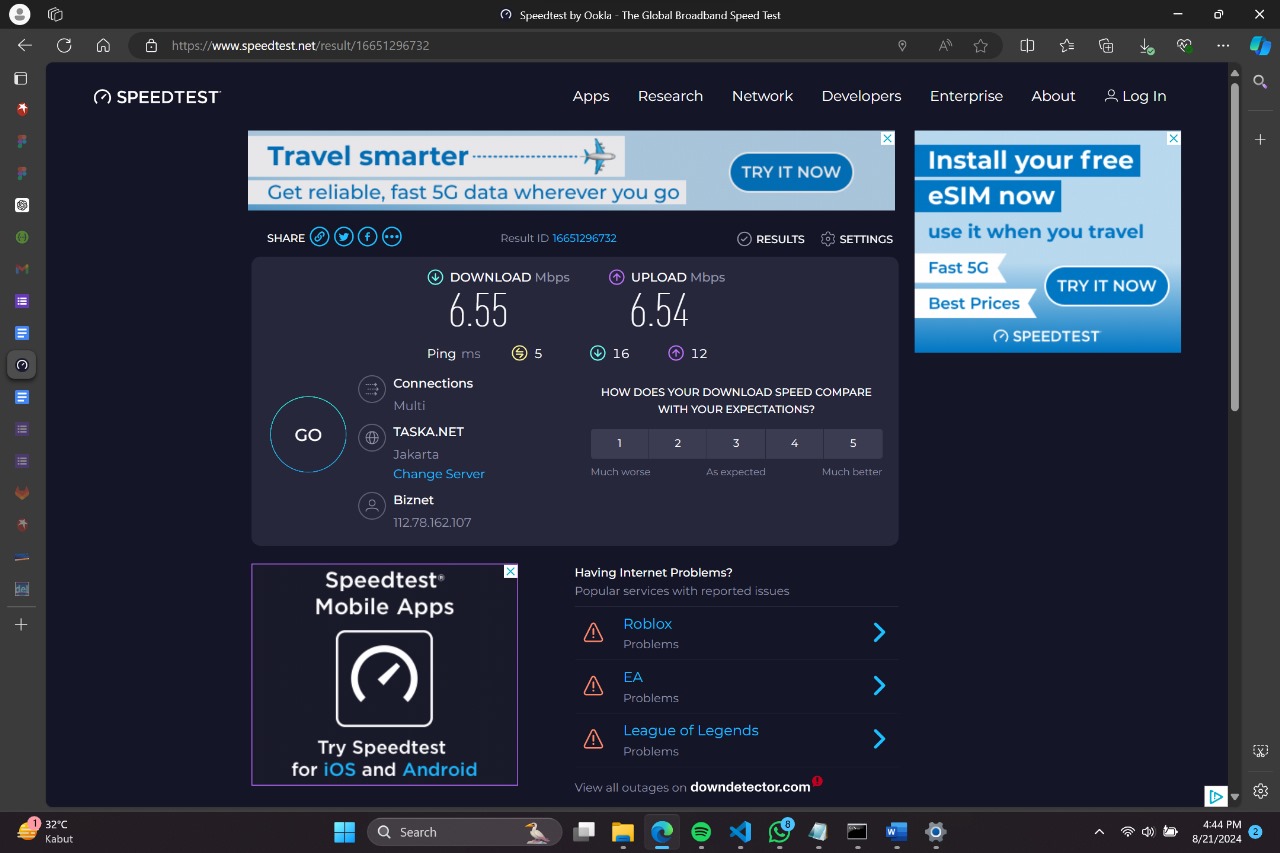 Speedtest by Ookla - The Global Broadband Speed Test
https://www.speedtest.net/result/16651296732
SPEEDTEST
Apps Research Network Developers Enterprise About Log In
Travel smarter
Get reliable, fast 5G data wherever you go
TRY IT NOW
Install your free
eSIM now
use it when you travel
Fast 5G
Best Prices
TRY IT NOW
SPEEDTEST
SHARE
Result ID 16651296732
RESULTS SETTINGS
DOWNLOAD Mbps
6.55
UPLOAD Mbps
6.54
Ping ms 5 16 12
Connections
Multi
TASKA.NET
Jakarta
Change Server
Biznet
112.78.162.107
GO
HOW DOES YOUR DOWNLOAD SPEED COMPARE
WITH YOUR EXPECTATIONS?
1 2 3 4 5
Much worse As expected Much better
Speedtest®
Mobile Apps
Try Speedtest
for iOS and Android
Having Internet Problems?
Popular services with reported issues
Roblox
Problems
EA
Problems
League of Legends
Problems
View all outages on downdetector.com
1
32°C
Kabut
Search
8
4:44 PM
8/21/2024
2